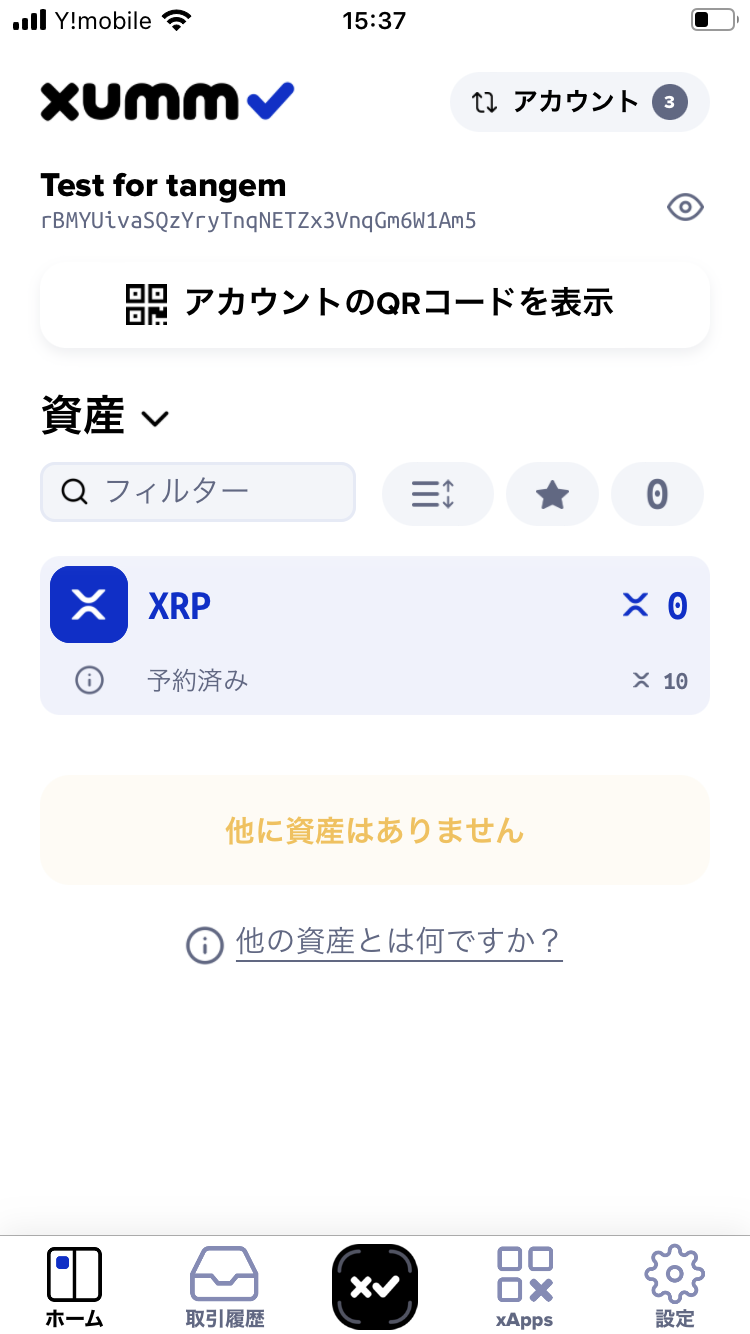 Y!mobile 15:37
xumm
アカウント 3
Test for tangem
rBMYUivaSQzYryTnqNETZx3VnqGm6W1Am5
アカウントのQRコードを表示
資産
フィルター 0
XRP 0
予約済み 10
他に資産はありません
他の資産とは何ですか？
ホーム 取引履歴 xApps 設定